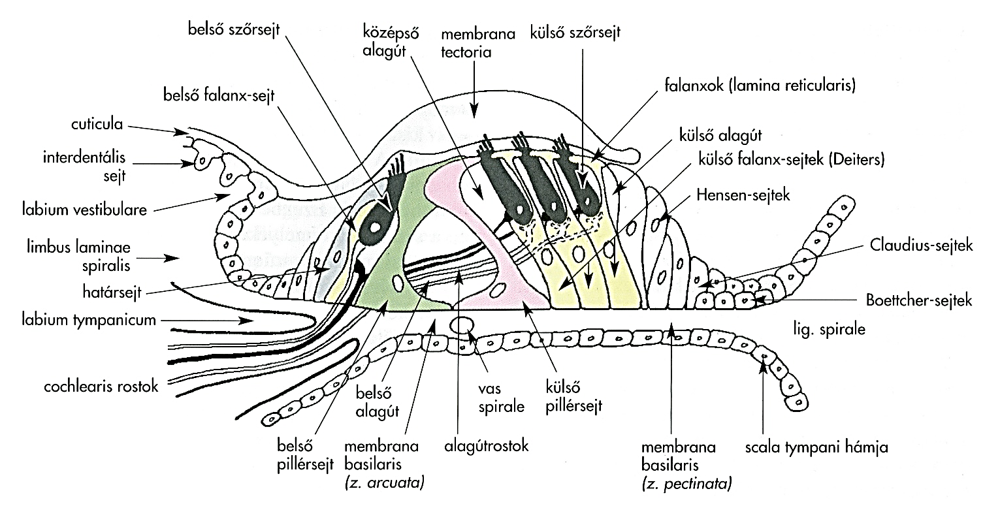 belső szőrsejt
középső
alagút
membrana
tectoria
külső szőrsejt
falanxok (lamina reticularis)
belső falanx-sejt
cuticula
külső alagút
interdentális
sejt
külső falanx-sejtek (Deiters)
labium vestibulare
Hensen-sejtek
limbus laminae
spiralis
Claudius-sejtek
határsejt
Boettcher-sejtek
labium tympanicum
lig. spirale
cochlearis rostok
belső
alagút
vas
spirale
külső
pillérsejt
belső
pillérsejt
membrana
basilaris
(z. arcuata)
alagútrostok
membrana
basilaris
(z. pectinata)
scala tympani hámja